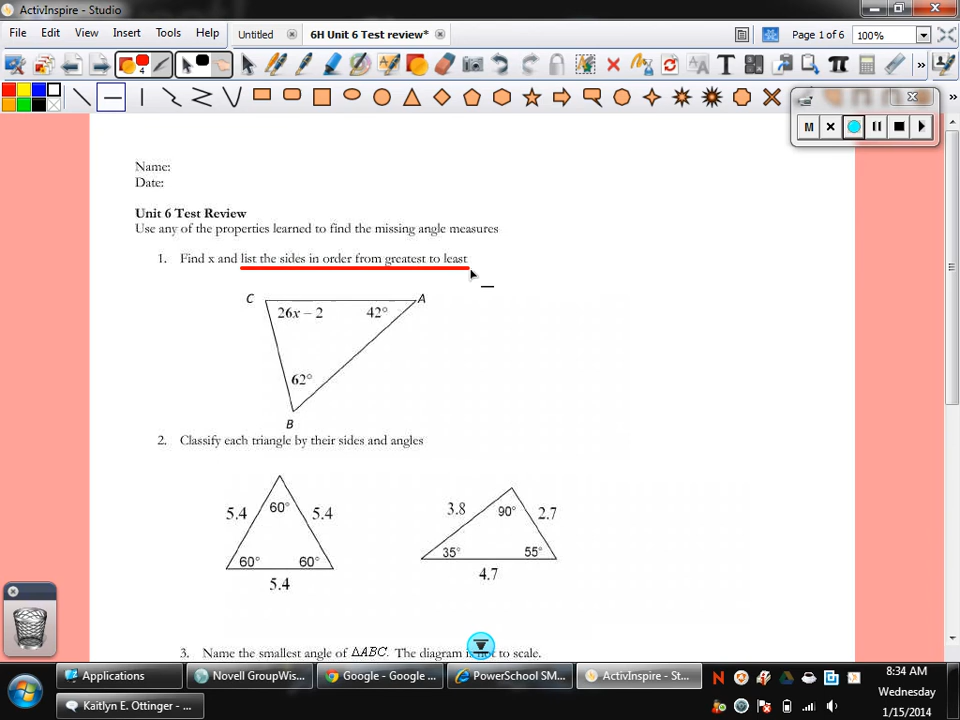 ActivInspire - Studio
File Edit View Insert Tools Help Untitled 6H Unit 6 Test review* Page 1 of 6 100%
4
M
Name:
Date:
Unit 6 Test Review
Use any of the properties learned to find the missing angle measures
1. Find x and list the sides in order from greatest to least
C A
26x – 2 42°
62°
B
2. Classify each triangle by their sides and angles
60° 5.4 5.4
60° 60°
5.4
3.8 90° 2.7
35° 55°
4.7
3. Name the smallest angle of ΔABC. The diagram is not to scale.
Applications Novell GroupWis... Google - Google ... PowerSchool SM... ActivInspire - St...
Kaitlyn E. Ottinger - ...
8:34 AM
Wednesday
1/15/2014